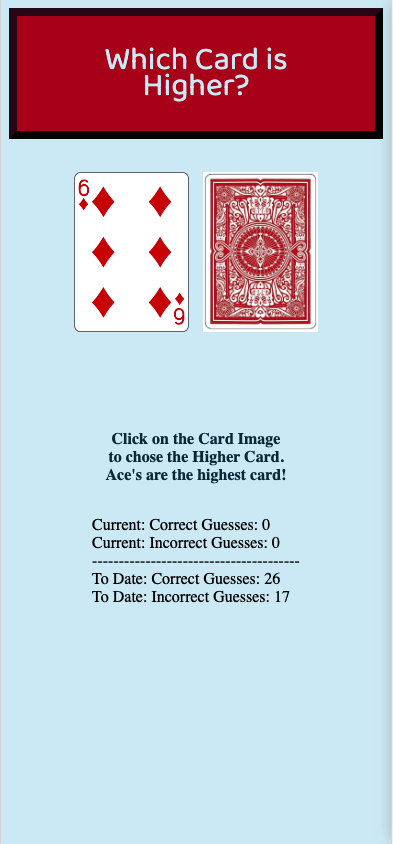 Which Card is
Higher?
6
6
Click on the Card Image
to chose the Higher Card.
Ace's are the highest card!
Current: Correct Guesses: 0
Current: Incorrect Guesses: 0
---------------------------------------
To Date: Correct Guesses: 26
To Date: Incorrect Guesses: 17